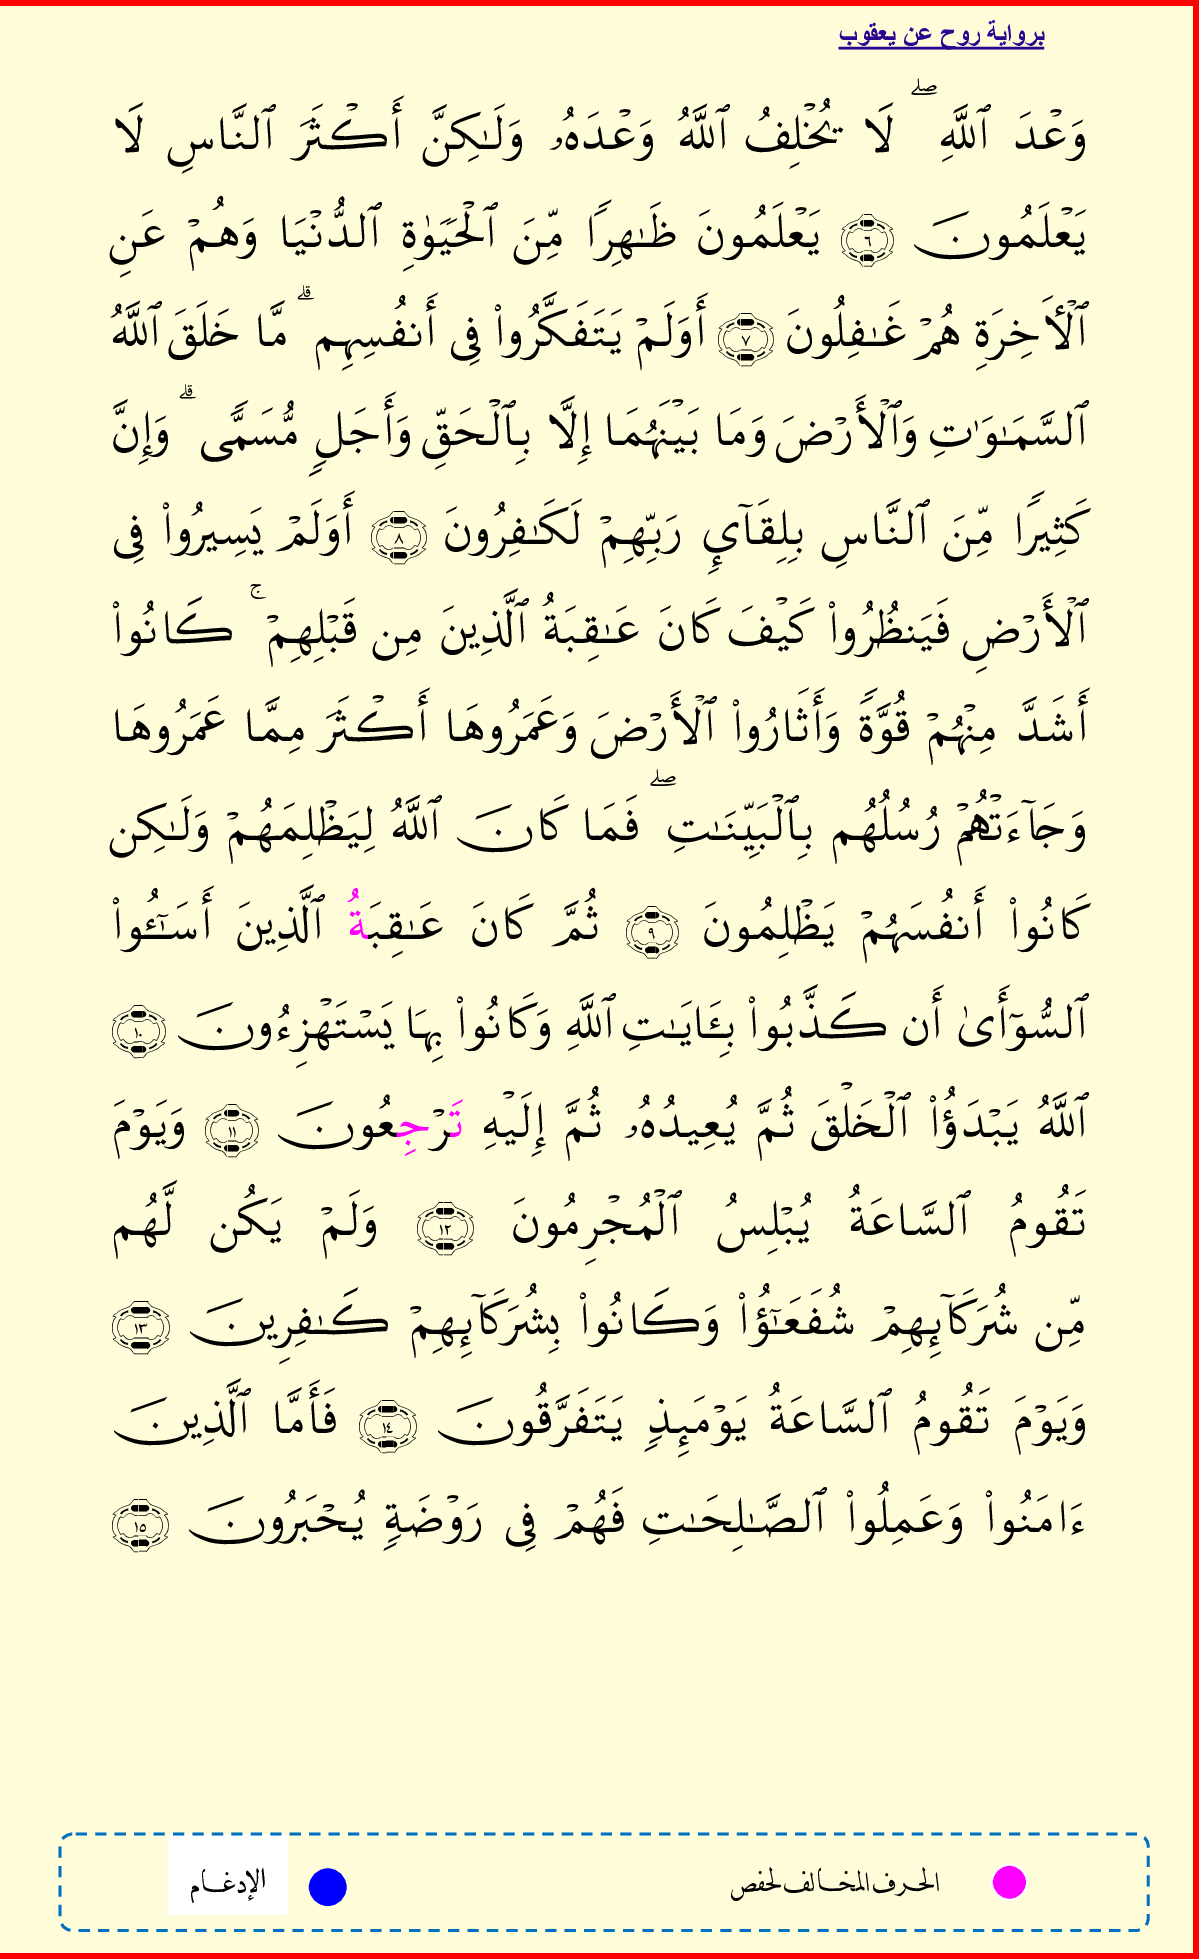 برواية روح عن يعقوب
وَعْدَ ٱللَّهِ ۖ لَا يُخْلِفُ ٱللَّهُ وَعْدَهُۥ وَلَـٰكِنَّ أَكْثَرَ ٱلنَّاسِ لَا
يَعْلَمُونَ ٦ يَعْلَمُونَ ظَـٰهِرًا مِّنَ ٱلْحَيَوٰةِ ٱلدُّنْيَا وَهُمْ عَنِ
ٱلْأَخِرَةِ هُمْ غَـٰفِلُونَ ٧ أَوَلَمْ يَتَفَكَّرُوا۟ فِى أَنفُسِهِم ۗ مَّا خَلَقَ ٱللَّهُ
ٱلسَّمَـٰوَٰتِ وَٱلْأَرْضَ وَمَا بَيْنَهُمَا إِلَّا بِٱلْحَقِّ وَأَجَلٍ مُّسَمًّى ۗ وَإِنَّ
كَثِيرًا مِّنَ ٱلنَّاسِ بِلِقَآئِ رَبِّهِمْ لَكَـٰفِرُونَ ٨ أَوَلَمْ يَسِيرُوا۟ فِى
ٱلْأَرْضِ فَيَنظُرُوا۟ كَيْفَ كَانَ عَـٰقِبَةُ ٱلَّذِينَ مِن قَبْلِهِمْ ۚ كَانُوا۟
أَشَدَّ مِنْهُمْ قُوَّةً وَأَثَارُوا۟ ٱلْأَرْضَ وَعَمَرُوهَا أَكْثَرَ مِمَّا عَمَرُوهَا
وَجَآءَتْهُمْ رُسُلُهُم بِٱلْبَيِّنَـٰتِ ۖ فَمَا كَانَ ٱللَّهُ لِيَظْلِمَهُمْ وَلَـٰكِن
كَانُوا۟ أَنفُسَهُمْ يَظْلِمُونَ ٩ ثُمَّ كَانَ عَـٰقِبَةُ ٱلَّذِينَ أَسَـٰٓـُٔوا۟
ٱلسُّوٓأَىٰ أَن كَذَّبُوا۟ بِـَٔايَـٰتِ ٱللَّهِ وَكَانُوا۟ بِهَا يَسْتَهْزِءُونَ ١٠
ٱللَّهُ يَبْدَؤُا۟ ٱلْخَلْقَ ثُمَّ يُعِيدُهُۥ ثُمَّ إِلَيْهِ تَرْجِعُونَ ١١ وَيَوْمَ
تَقُومُ ٱلسَّاعَةُ يُبْلِسُ ٱلْمُجْرِمُونَ ١٢ وَلَمْ يَكُن لَّهُم
مِّن شُرَكَآئِهِمْ شُفَعَـٰٓؤُا۟ وَكَانُوا۟ بِشُرَكَآئِهِمْ كَـٰفِرِينَ ١٣
وَيَوْمَ تَقُومُ ٱلسَّاعَةُ يَوْمَئِذٍ يَتَفَرَّقُونَ ١٤ فَأَمَّا ٱلَّذِينَ
ءَامَنُوا۟ وَعَمِلُوا۟ ٱلصَّـٰلِحَـٰتِ فَهُمْ فِى رَوْضَةٍ يُحْبَرُونَ ١٥
الحرف المخالف لحفص
الإدغام